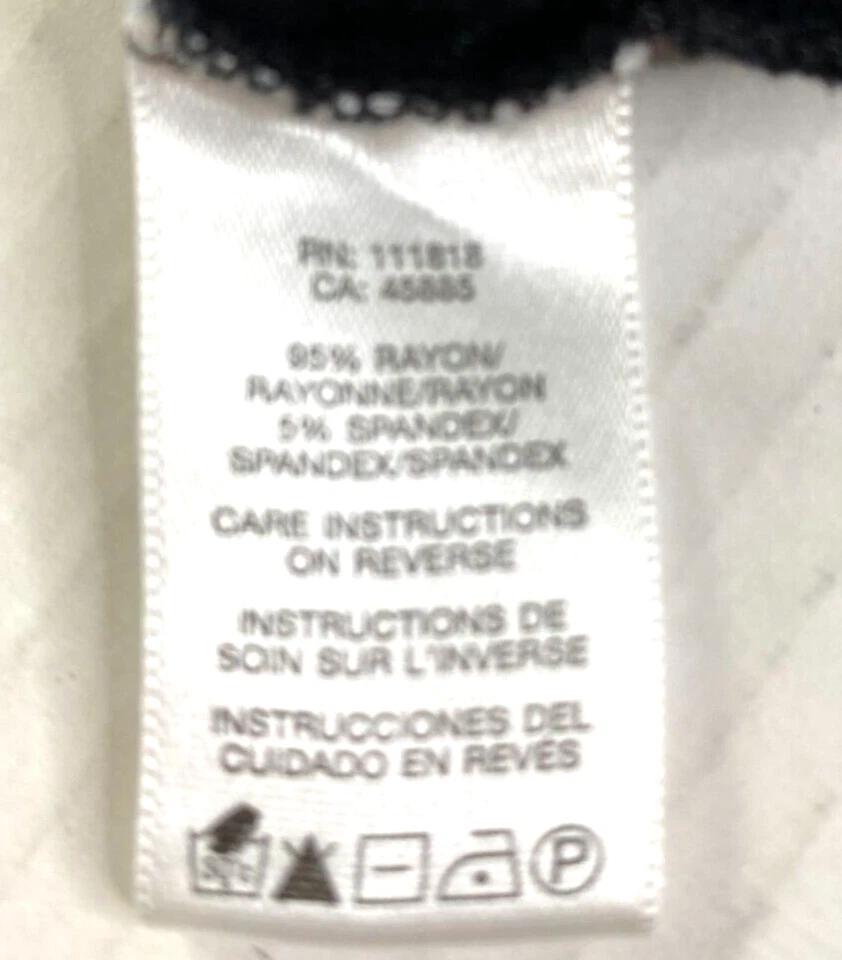 RN: 111818
CA: 45885
95% RAYON/
RAYONNE/RAYON
5% SPANDEX/
SPANDEX/SPANDEX
CARE INSTRUCTIONS
ON REVERSE
INSTRUCTIONS DE
SOIN SUR L'INVERSE
INSTRUCCIONES DEL
CUIDADO EN REVÉS
P